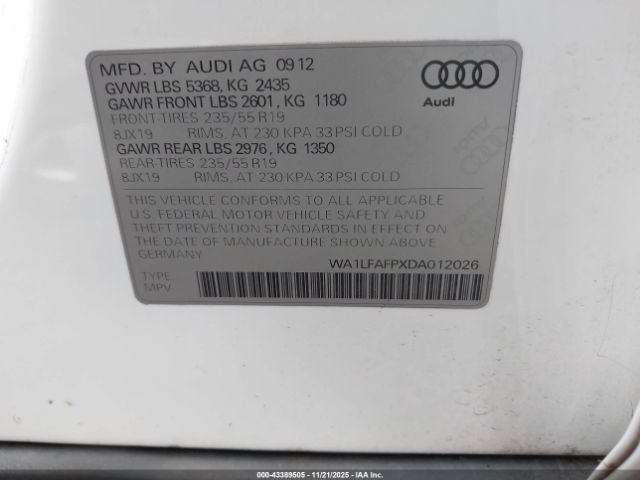 MFD. BY AUDI AG 09 12
GVWR LBS 5368, KG 2435
GAWR FRONT LBS 2601, KG 1180
FRONT-TIRES 235/55 R19
8JX19 RIMS, AT 230 KPA 33 PSI COLD
GAWR REAR LBS 2976, KG 1350
REAR-TIRES 235/55 R19
8JX19 RIMS, AT 230 KPA 33 PSI COLD
Audi
THIS VEHICLE CONFORMS TO ALL APPLICABLE
U.S. FEDERAL MOTOR VEHICLE SAFETY AND
THEFT PREVENTION STANDARDS IN EFFECT ON
DATE OF MANUFACTURE SHOWN ABOVE.
GERMANY
WA1LFAFPXDA012026
TYPE
MPV
000-43389505 - 11/21/2025 - IAAI.com